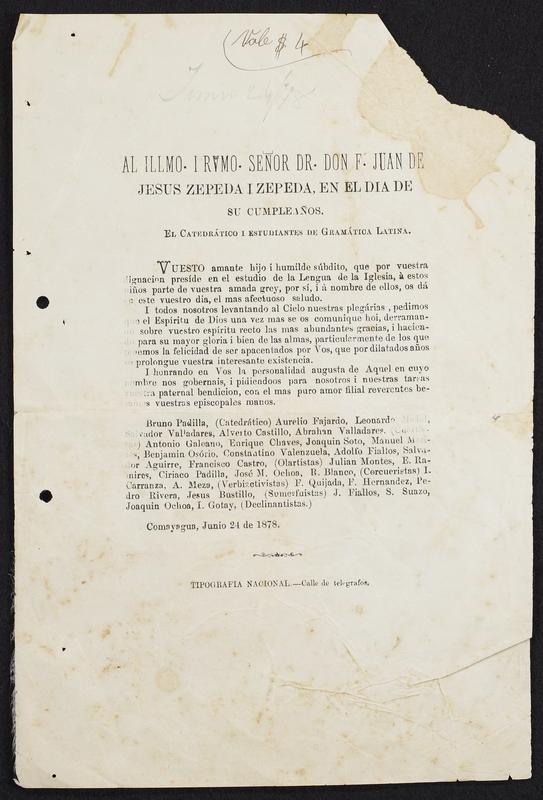 Vale $ 4
Junio 24/78
AL ILLMO. I RVMO. SEÑOR DR. DON F. JUAN DE
JESUS ZEPEDA I ZEPEDA, EN EL DIA DE
SU CUMPLEAÑOS.
EL CATEDRÁTICO I ESTUDIANTES DE GRAMÁTICA LATINA.
VUESTO amante hijo i humilde súbdito, que por vuestra
dignacion preside en el estudio de la Lengua de la Iglesia, à estos
niños parte de vuestra amada grey, por sí, i à nombre de ellos, os dá
en este vuestro dia, el mas afectuoso saludo.
I todos nosotros levantando al Cielo nuestras plegárias, pedimos
que el Espíritu de Dios una vez mas se os comunique hoi, derraman-
sobre vuestro espíritu recto las mas abundantes gracias, i hacien-
do para su mayor gloria i bien de las almas, particularmente de los que
tenemos la felicidad de ser apacentados por Vos, que por dilatados años
se prolongue vuestra interesante existencia.
I honrando en Vos la personalidad augusta de Aquel en cuyo
nombre nos gobernais, i pidiendoos para nosotros i nuestras tareas
vuestra paternal bendicion, con el mas puro amor filial reverentes be-
samos vuestras episcopales manos.
Bruno Padilla, (Catedrático) Aurelio Fajardo, Leonardo
Salvador Valladares, Alverto Castillo, Abrahan Valladares.
Antonio Galeano, Enrique Chaves, Joaquin Soto, Manuel
Benjamin Osório, Constantino Valenzuela, Adolfo Fiallos, Salva-
dor Aguirre, Francisco Castro, (Olartistas) Julian Montes, E. Ra-
mires, Ciriaco Padilla, José M. Ochoa, R. Blanco, (Corcueristas) I.
Carranza, A. Meza, (Verbizetivistas) F. Quijada, F. Hernandez, Pe-
dro Rivera, Jesus Bustillo, (Sumesfuistas) J. Fiallos, S. Suazo,
Joaquin Ochoa, I. Gotay, (Declinantistas.)
Comayagua, Junio 24 de 1878.
TIPOGRAFIA NACIONAL.—Calle de telegrafos.
4